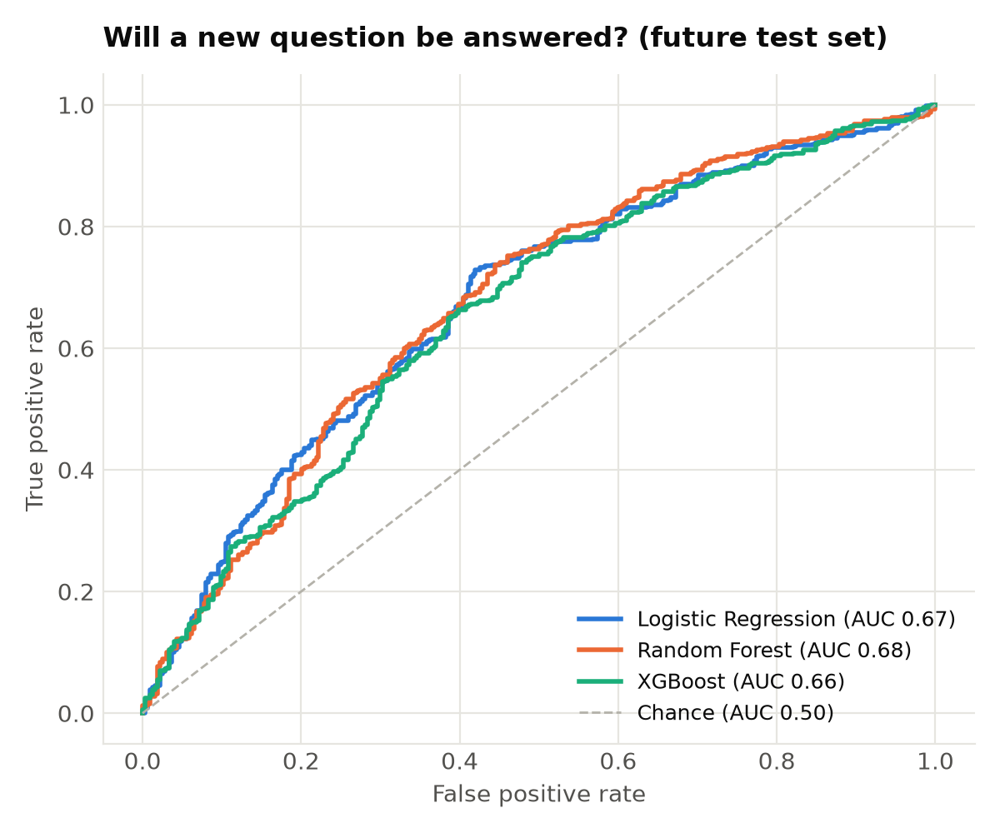 Will a new question be answered? (future test set)
True positive rate
1.0
0.8
0.6
0.4
0.2
0.0
Logistic Regression (AUC 0.67)
Random Forest (AUC 0.68)
XGBoost (AUC 0.66)
Chance (AUC 0.50)
0.0 0.2 0.4 0.6 0.8 1.0
False positive rate